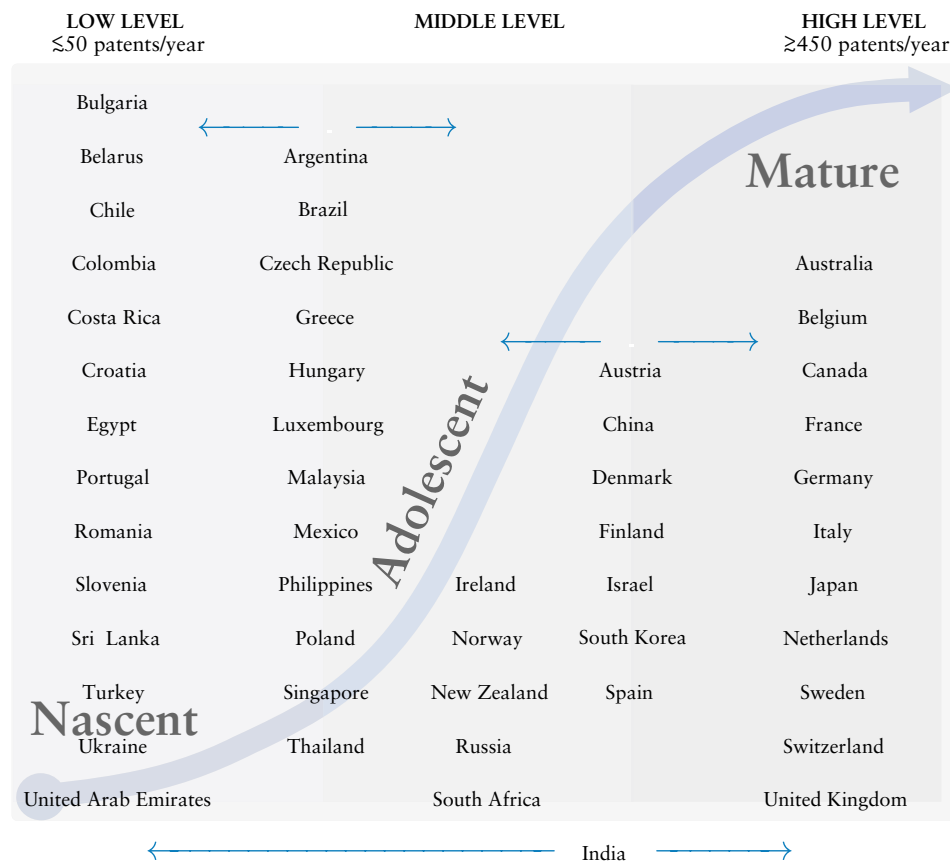 LOW LEVEL
≲50 patents/year
MIDDLE LEVEL
HIGH LEVEL
≳450 patents/year
Bulgaria
Belarus
Chile
Colombia
Costa Rica
Croatia
Egypt
Portugal
Romania
Slovenia
Sri Lanka
Turkey
Ukraine
United Arab Emirates
Nascent
Argentina
Brazil
Czech Republic
Greece
Hungary
Luxembourg
Malaysia
Mexico
Philippines
Poland
Singapore
Thailand
Adolescent
Ireland
Norway
New Zealand
Russia
South Africa
Austria
China
Denmark
Finland
Israel
South Korea
Spain
Mature
Australia
Belgium
Canada
France
Germany
Italy
Japan
Netherlands
Sweden
Switzerland
United Kingdom
India